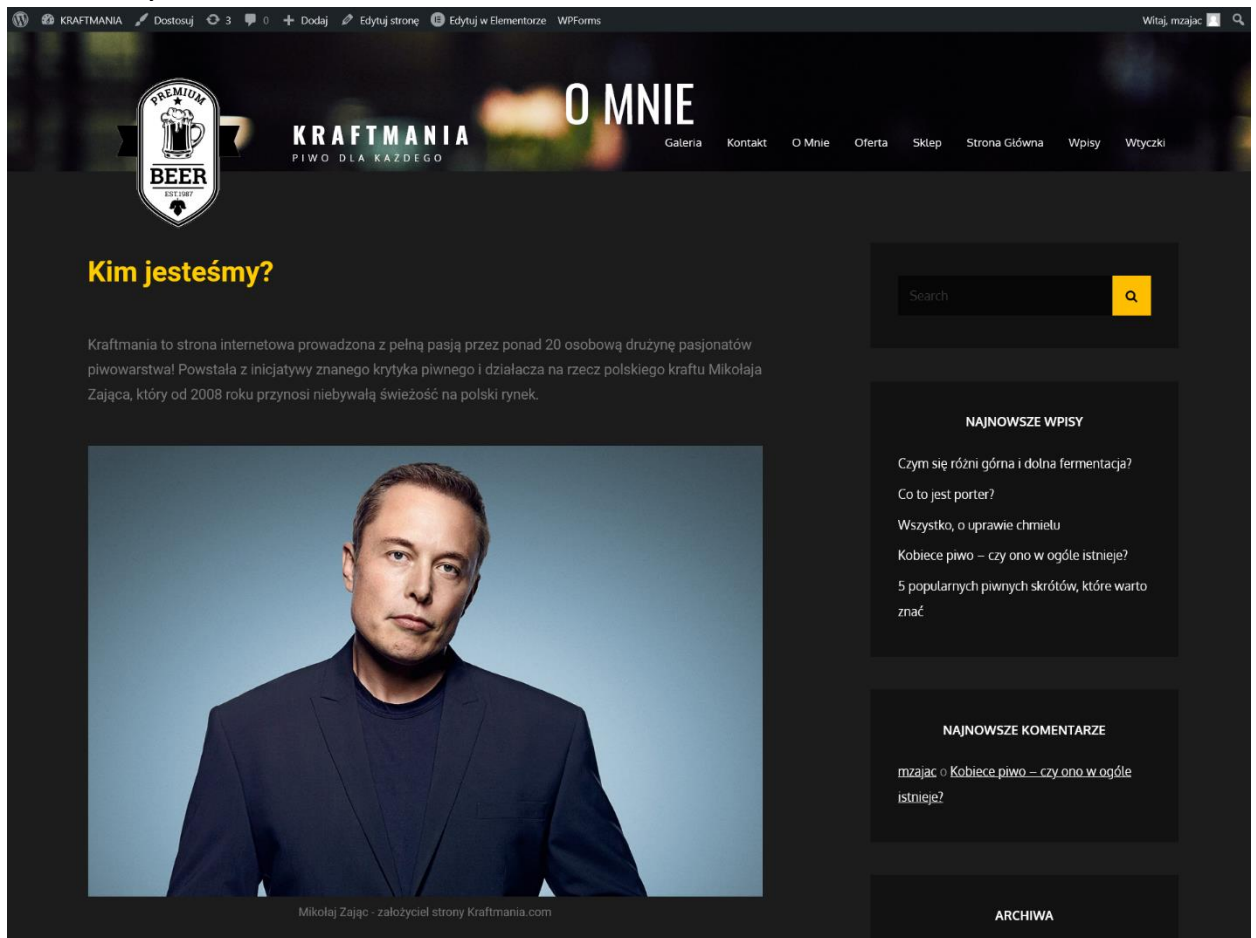 KRAFTMANIA Dostosuj 3 0 Dodaj Edytuj stronę Edytuj w Elementorze WPForms Witaj, mzajac
PREMIUM
BEER
EST.1987
O MNIE
KRAFTMANIA
PIWO DLA KAŻDEGO
Galeria Kontakt O Mnie Oferta Sklep Strona Główna Wpisy Wtyczki
Kim jesteśmy?
Kraftmania to strona internetowa prowadzona z pełną pasją przez ponad 20 osobową drużynę pasjonatów
piwowarstwa! Powstała z inicjatywy znanego krytyka piwnego i działacza na rzecz polskiego kraftu Mikołaja
Zająca, który od 2008 roku przynosi niebywałą świeżość na polski rynek.
Mikołaj Zając - założyciel strony Kraftmania.com
Search
NAJNOWSZE WPISY
Czym się różni górna i dolna fermentacja?
Co to jest porter?
Wszystko, o uprawie chmielu
Kobiece piwo – czy ono w ogóle istnieje?
5 popularnych piwnych skrótów, które warto
znać
NAJNOWSZE KOMENTARZE
mzajac o Kobiece piwo – czy ono w ogóle
istnieje?
ARCHIWA